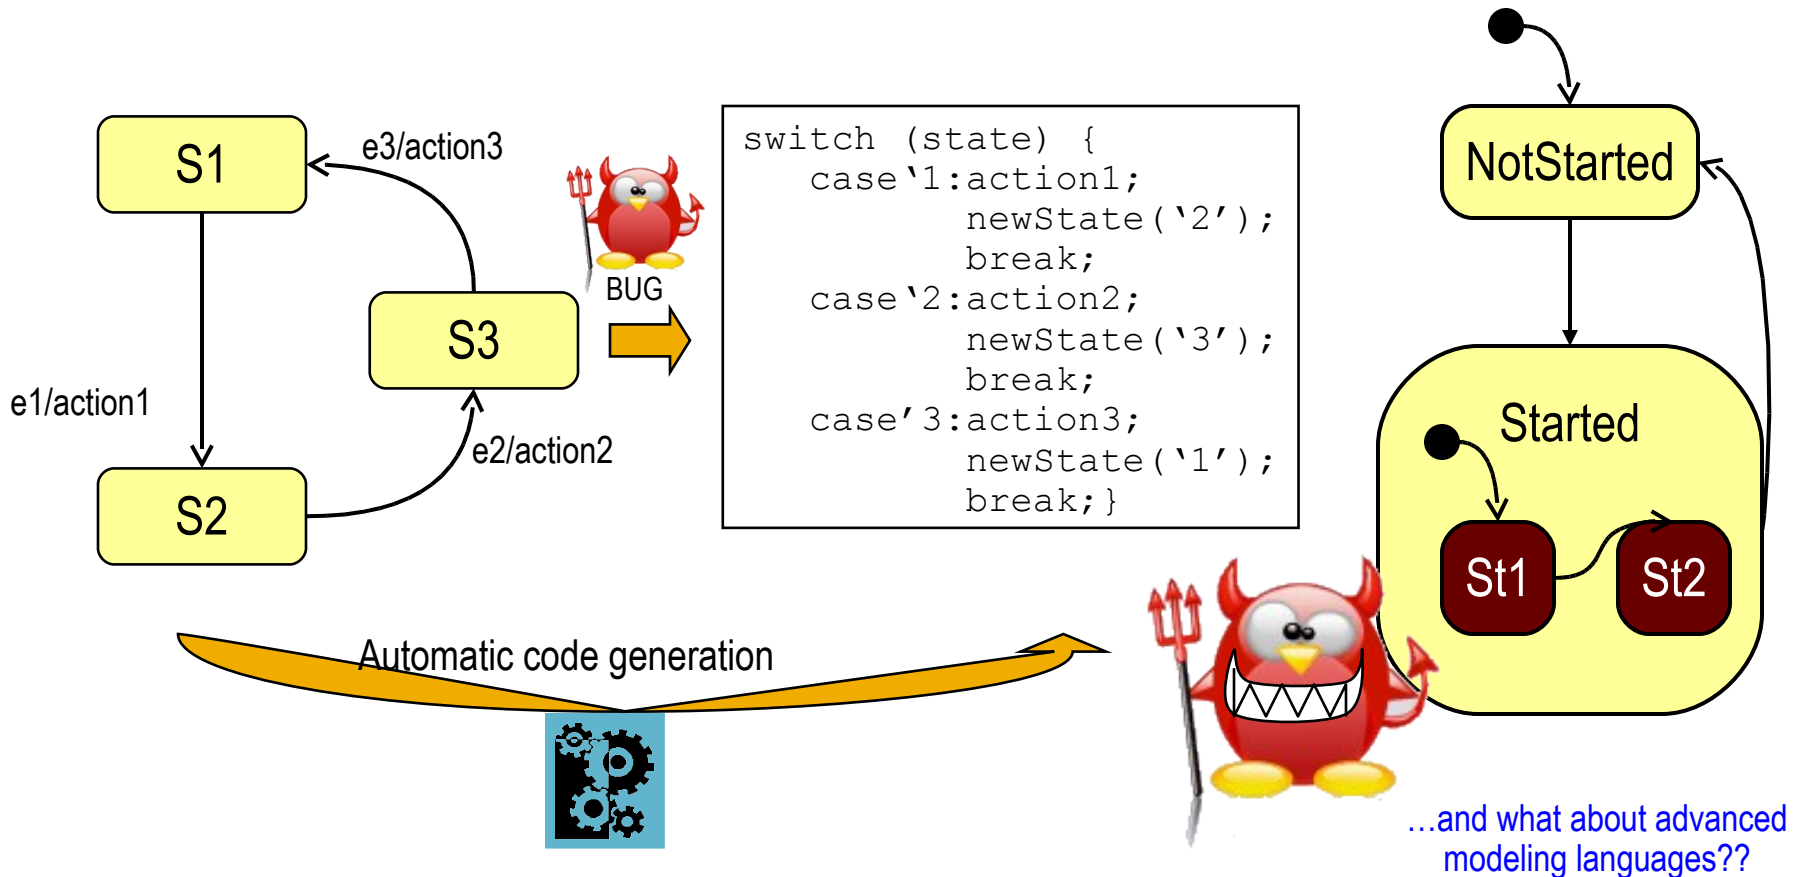 S1
e3/action3
S3
e1/action1
e2/action2
S2
BUG
switch (state) {
case‘1:action1;
newState(‘2’);
break;
case‘2:action2;
newState(‘3’);
break;
case’3:action3;
newState(‘1’);
break;}
Automatic code generation
NotStarted
Started
St1
St2
…and what about advanced
modeling languages??